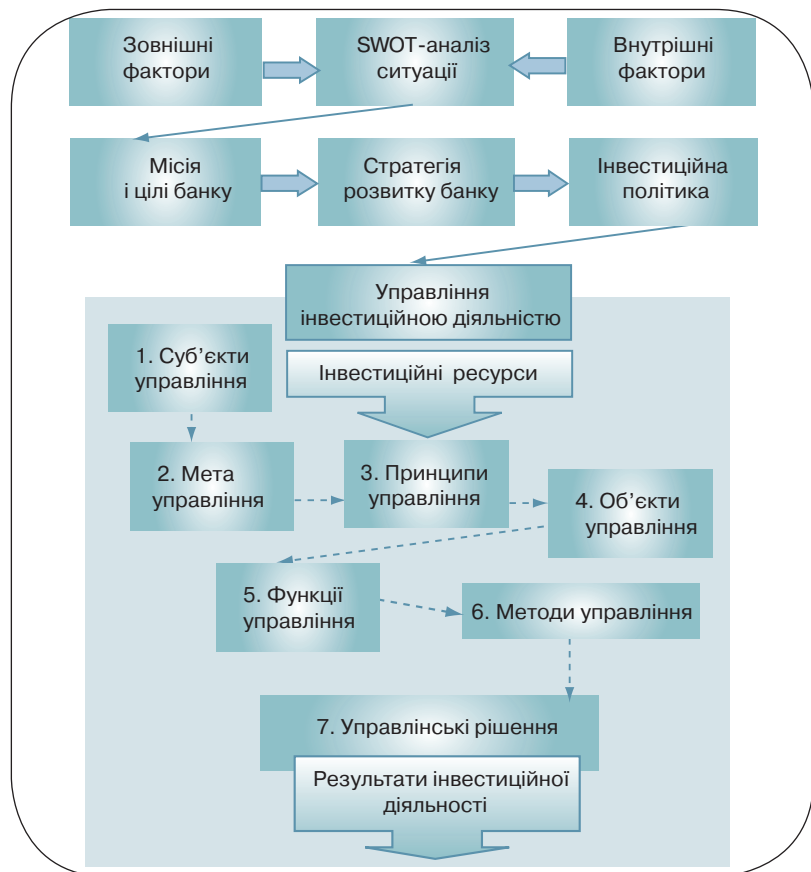 Зовнішні
фактори
SWOT-аналіз
ситуації
Внутрішні
фактори
Місія
і цілі банку
Стратегія
розвитку банку
Інвестиційна
політика
Управління
інвестиційною діяльністю
Інвестиційні ресурси
1. Суб’єкти
управління
2. Мета
управління
3. Принципи
управління
4. Об’єкти
управління
5. Функції
управління
6. Методи управління
7. Управлінські рішення
Результати інвестиційної
діяльності